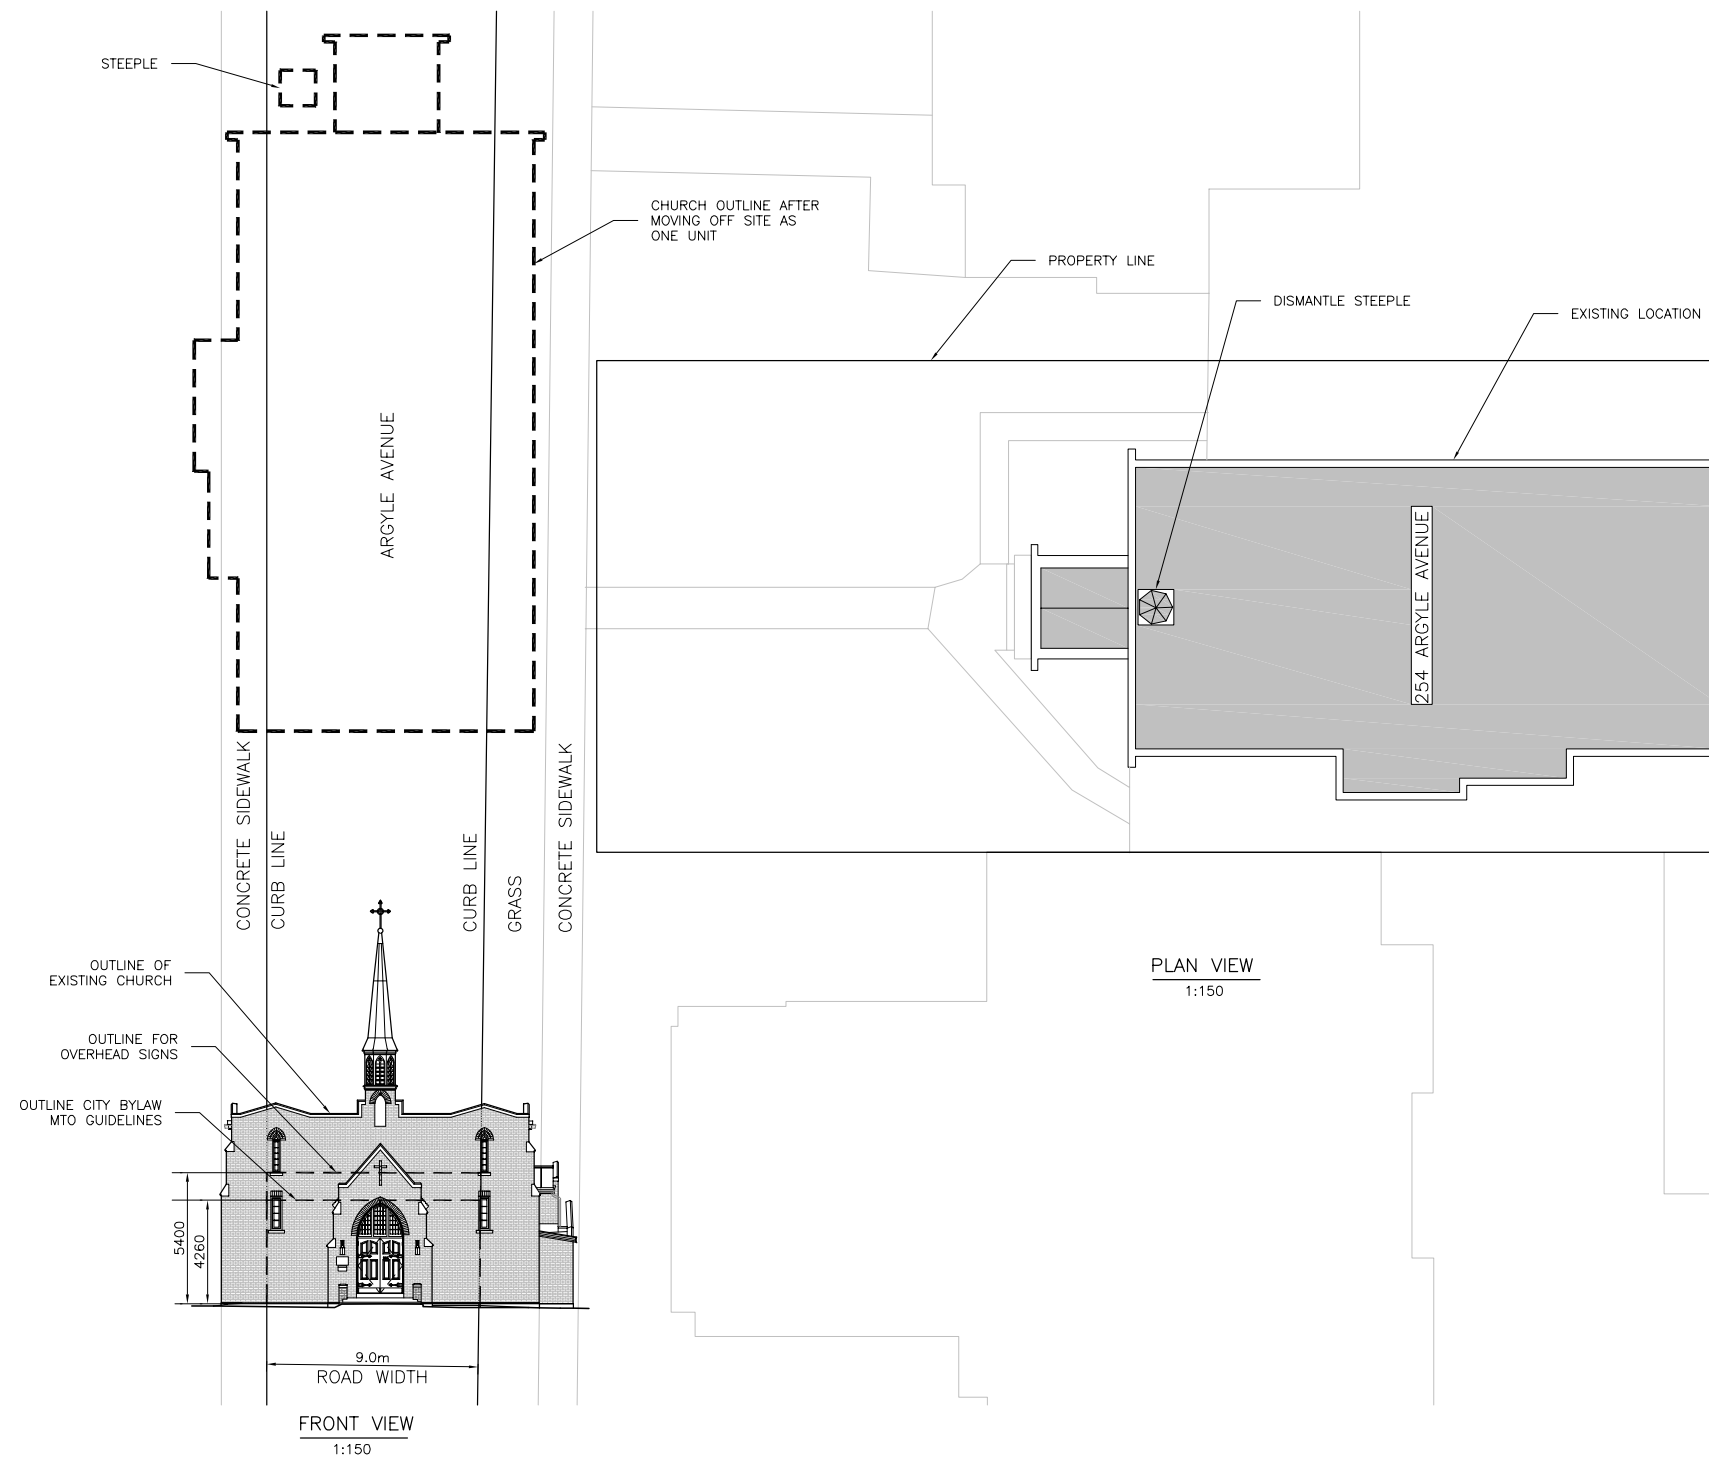 STEEPLE
CHURCH OUTLINE AFTER
MOVING OFF SITE AS
ONE UNIT
PROPERTY LINE
DISMANTLE STEEPLE
EXISTING LOCATION
ARGYLE AVENUE
254 ARGYLE AVENUE
CONCRETE SIDEWALK
CURB LINE
CURB LINE
GRASS
CONCRETE SIDEWALK
PLAN VIEW
1:150
OUTLINE OF
EXISTING CHURCH
OUTLINE FOR
OVERHEAD SIGNS
OUTLINE CITY BYLAW
MTO GUIDELINES
5400
4260
9.0m
ROAD WIDTH
FRONT VIEW
1:150